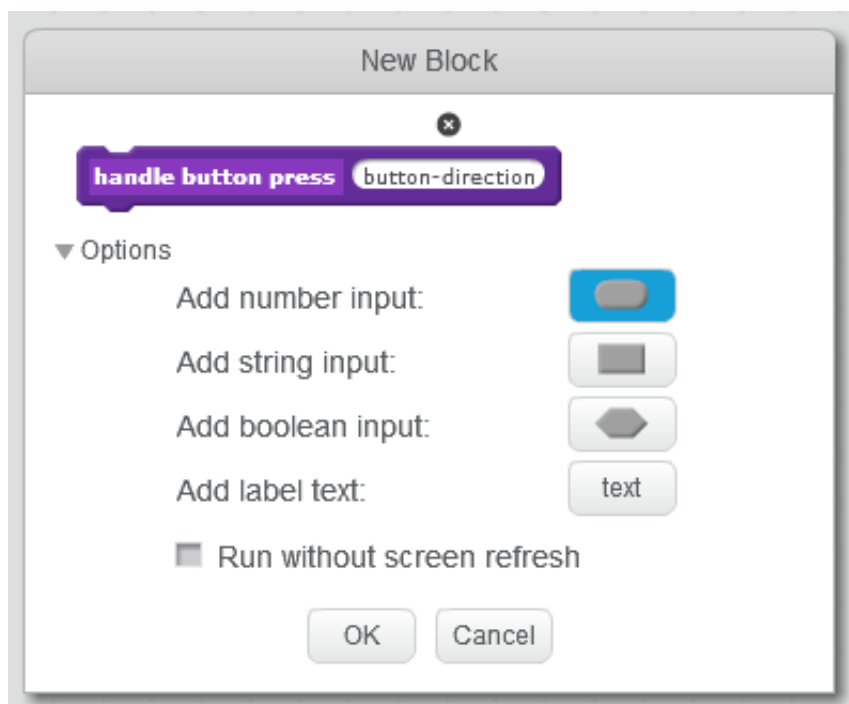 New Block
handle button press button-direction
Options
Add number input:
Add string input:
Add boolean input:
Add label text: text
Run without screen refresh
OK Cancel